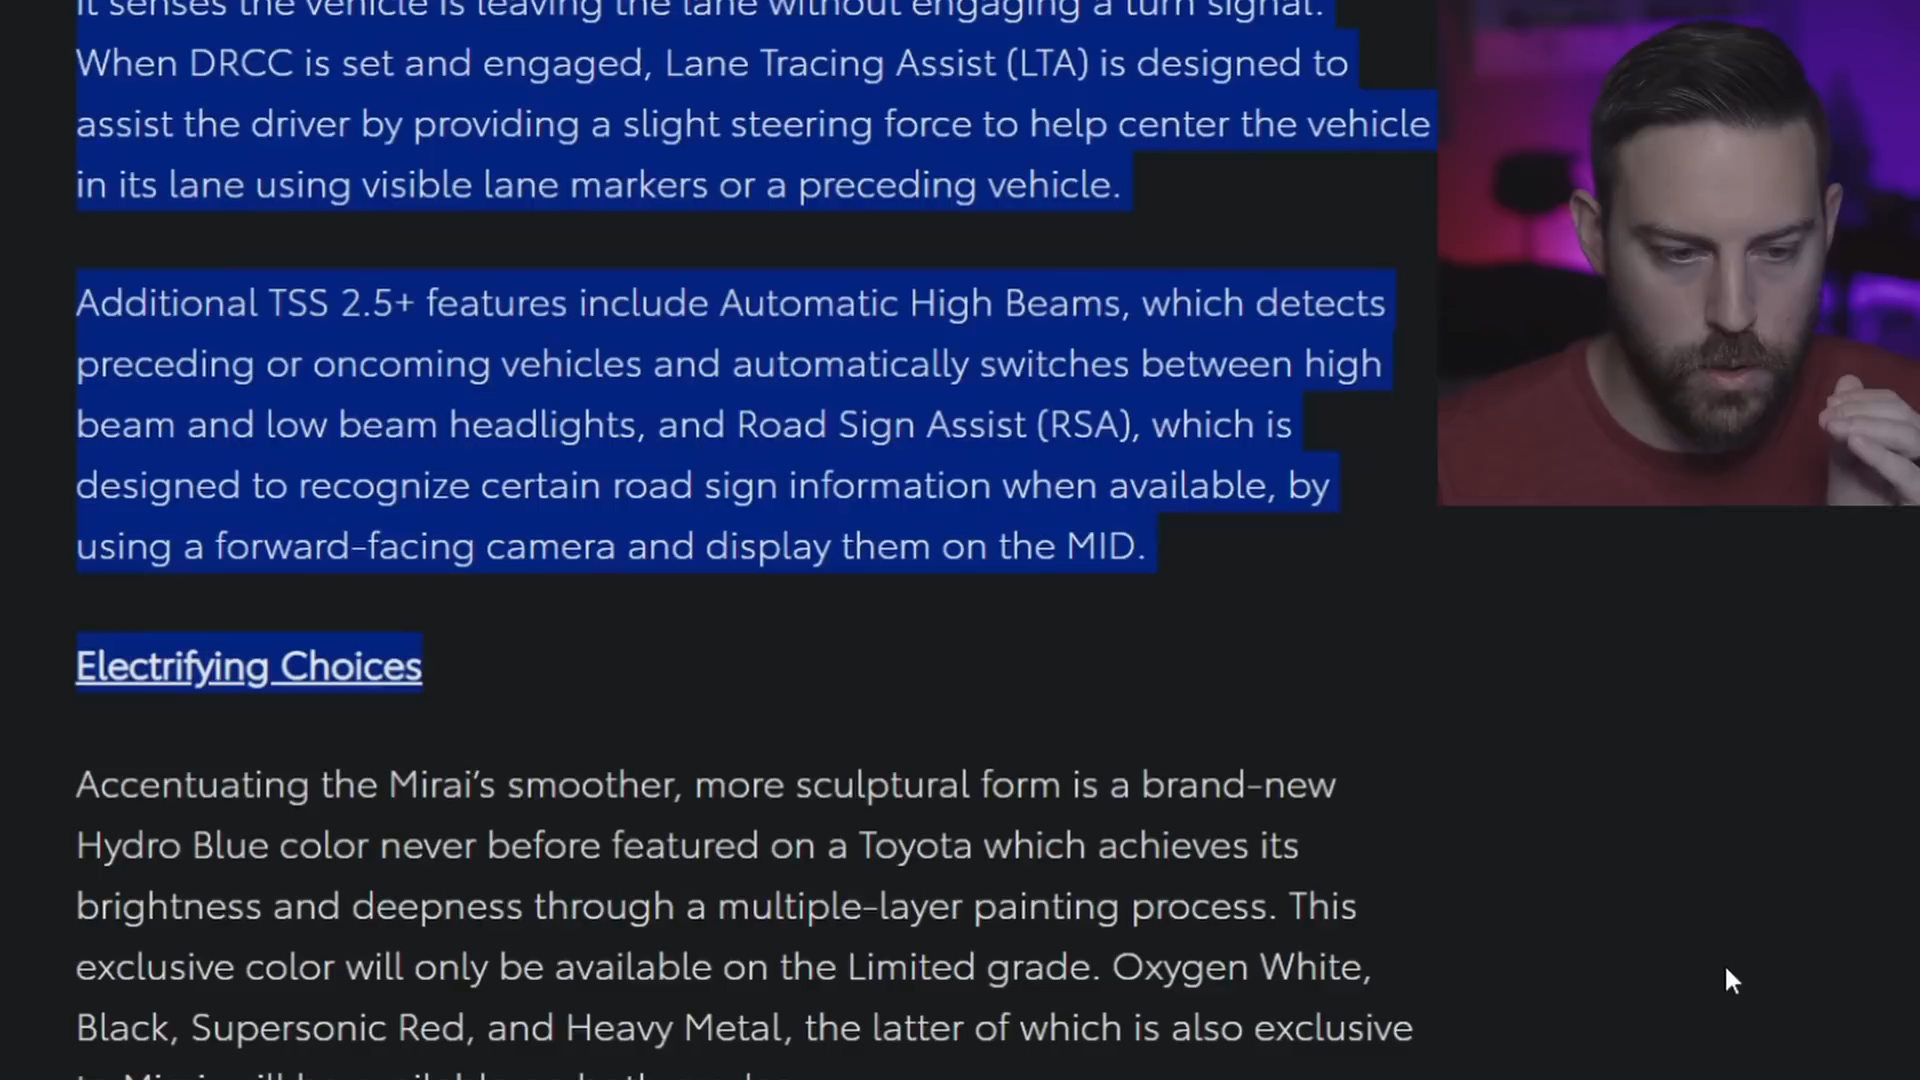 it senses the vehicle is leaving the lane without engaging a turn signal.
When DRCC is set and engaged, Lane Tracing Assist (LTA) is designed to
assist the driver by providing a slight steering force to help center the vehicle
in its lane using visible lane markers or a preceding vehicle.
Additional TSS 2.5+ features include Automatic High Beams, which detects
preceding or oncoming vehicles and automatically switches between high
beam and low beam headlights, and Road Sign Assist (RSA), which is
designed to recognize certain road sign information when available, by
using a forward-facing camera and display them on the MID.
Electrifying Choices
Accentuating the Mirai’s smoother, more sculptural form is a brand-new
Hydro Blue color never before featured on a Toyota which achieves its
brightness and deepness through a multiple-layer painting process. This
exclusive color will only be available on the Limited grade. Oxygen White,
Black, Supersonic Red, and Heavy Metal, the latter of which is also exclusive